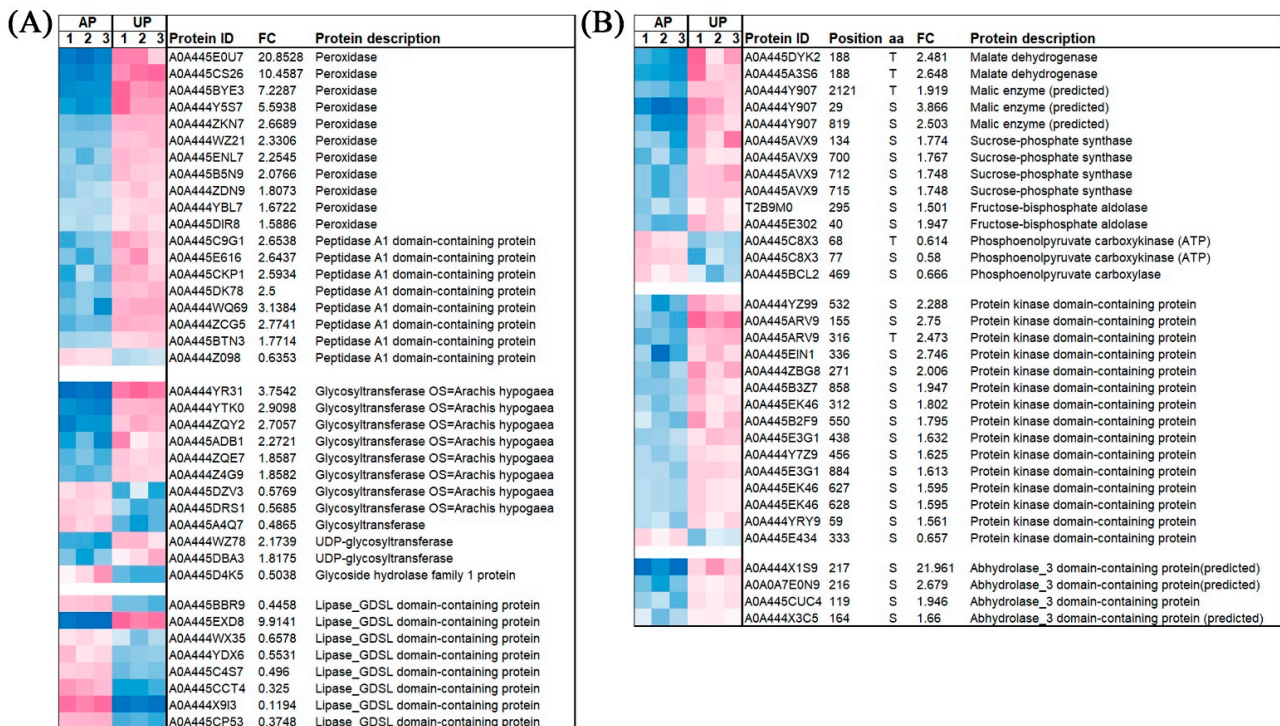 (A)
AP UP
1 2 3 1 2 3 Protein ID FC Protein description
A0A445E0U7 20.8528 Peroxidase
A0A445CS26 10.4587 Peroxidase
A0A445BYE3 7.2287 Peroxidase
A0A444Y5S7 5.5938 Peroxidase
A0A444ZKN7 2.6689 Peroxidase
A0A444WZ21 2.3306 Peroxidase
A0A445ENL7 2.2545 Peroxidase
A0A445B5N9 2.0766 Peroxidase
A0A444ZDN9 1.8073 Peroxidase
A0A444YBL7 1.6722 Peroxidase
A0A445DIR8 1.5886 Peroxidase
A0A445C9G1 2.6538 Peptidase A1 domain-containing protein
A0A445E616 2.6437 Peptidase A1 domain-containing protein
A0A445CKP1 2.5934 Peptidase A1 domain-containing protein
A0A445DK78 2.5 Peptidase A1 domain-containing protein
A0A444WQ69 3.1384 Peptidase A1 domain-containing protein
A0A444ZCG5 2.7741 Peptidase A1 domain-containing protein
A0A445BTN3 1.7714 Peptidase A1 domain-containing protein
A0A444Z098 0.6353 Peptidase A1 domain-containing protein
A0A444YR31 3.7542 Glycosyltransferase OS=Arachis hypogaea
A0A444YTK0 2.9098 Glycosyltransferase OS=Arachis hypogaea
A0A444ZQY2 2.7057 Glycosyltransferase OS=Arachis hypogaea
A0A445ADB1 2.2721 Glycosyltransferase OS=Arachis hypogaea
A0A444ZQE7 1.8587 Glycosyltransferase OS=Arachis hypogaea
A0A444Z4G9 1.8582 Glycosyltransferase OS=Arachis hypogaea
A0A445DZV3 0.5769 Glycosyltransferase OS=Arachis hypogaea
A0A445DRS1 0.5685 Glycosyltransferase OS=Arachis hypogaea
A0A445A4Q7 0.4865 Glycosyltransferase
A0A444WZ78 2.1739 UDP-glycosyltransferase
A0A445DBA3 1.8175 UDP-glycosyltransferase
A0A445D4K5 0.5038 Glycoside hydrolase family 1 protein
A0A445BBR9 0.4458 Lipase_GDSL domain-containing protein
A0A445EXD8 9.9141 Lipase_GDSL domain-containing protein
A0A444WX35 0.6578 Lipase_GDSL domain-containing protein
A0A444YDX6 0.5531 Lipase_GDSL domain-containing protein
A0A445C4S7 0.496 Lipase_GDSL domain-containing protein
A0A445CCT4 0.325 Lipase_GDSL domain-containing protein
A0A444X9I3 0.1194 Lipase_GDSL domain-containing protein
A0A445CP53 0.3748 Lipase_GDSL domain-containing protein
(B)
AP UP
1 2 3 1 2 3 Protein ID Position aa FC Protein description
A0A445DYK2 188 T 2.481 Malate dehydrogenase
A0A445A3S6 188 T 2.648 Malate dehydrogenase
A0A444Y907 2121 T 1.919 Malic enzyme (predicted)
A0A444Y907 29 S 3.866 Malic enzyme (predicted)
A0A444Y907 819 S 2.503 Malic enzyme (predicted)
A0A445AVX9 134 S 1.774 Sucrose-phosphate synthase
A0A445AVX9 700 S 1.767 Sucrose-phosphate synthase
A0A445AVX9 712 S 1.748 Sucrose-phosphate synthase
A0A445AVX9 715 S 1.748 Sucrose-phosphate synthase
T2B9M0 295 S 1.501 Fructose-bisphosphate aldolase
A0A445E302 40 S 1.947 Fructose-bisphosphate aldolase
A0A445C8X3 68 T 0.614 Phosphoenolpyruvate carboxykinase (ATP)
A0A445C8X3 77 S 0.58 Phosphoenolpyruvate carboxykinase (ATP)
A0A445BCL2 469 S 0.666 Phosphoenolpyruvate carboxylase
A0A444YZ99 532 S 2.288 Protein kinase domain-containing protein
A0A445ARV9 155 S 2.75 Protein kinase domain-containing protein
A0A445ARV9 316 T 2.473 Protein kinase domain-containing protein
A0A445EIN1 336 S 2.746 Protein kinase domain-containing protein
A0A444ZBG8 271 S 2.006 Protein kinase domain-containing protein
A0A445B3Z7 858 S 1.947 Protein kinase domain-containing protein
A0A445EK46 312 S 1.802 Protein kinase domain-containing protein
A0A445B2F9 550 S 1.795 Protein kinase domain-containing protein
A0A445E3G1 438 S 1.632 Protein kinase domain-containing protein
A0A444Y7Z9 456 S 1.625 Protein kinase domain-containing protein
A0A445E3G1 884 S 1.613 Protein kinase domain-containing protein
A0A445EK46 627 S 1.595 Protein kinase domain-containing protein
A0A445EK46 628 S 1.595 Protein kinase domain-containing protein
A0A444YRY9 59 S 1.561 Protein kinase domain-containing protein
A0A445E434 333 S 0.657 Protein kinase domain-containing protein
A0A444X1S9 217 S 21.961 Abhydrolase_3 domain-containing protein(predicted)
A0A0A7E0N9 216 S 2.679 Abhydrolase_3 domain-containing protein(predicted)
A0A445CUC4 119 S 1.946 Abhydrolase_3 domain-containing protein
A0A444X3C5 164 S 1.66 Abhydrolase_3 domain-containing protein (predicted)